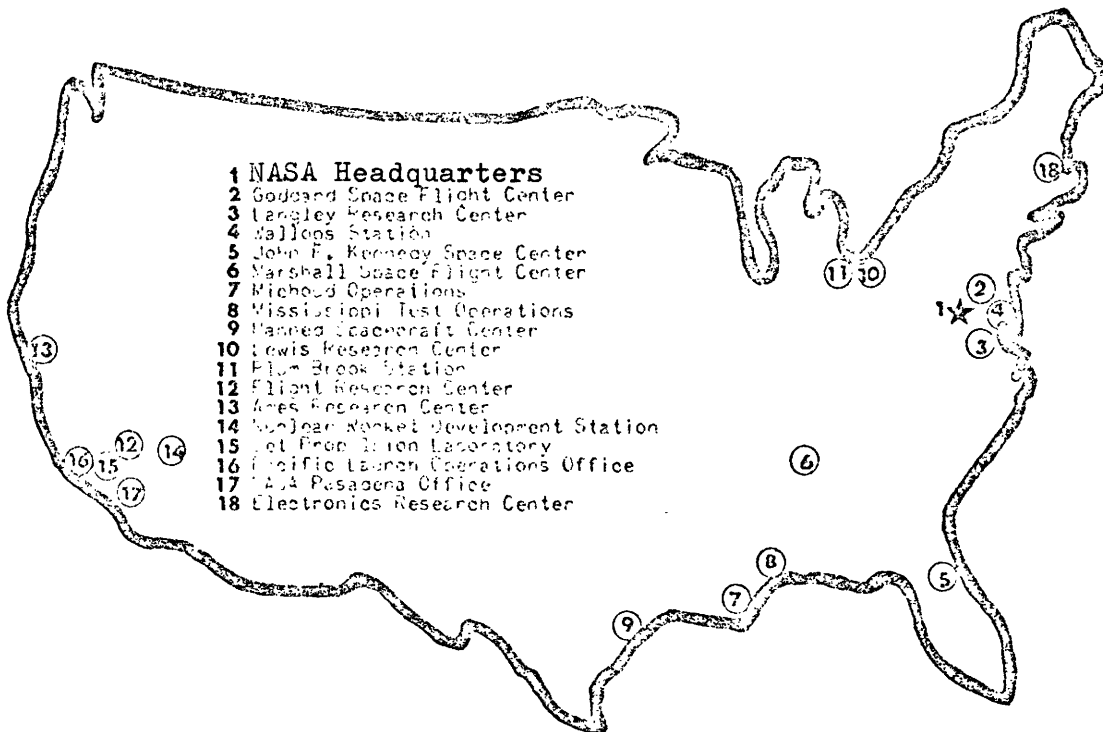 1 NASA Headquarters
2 Goddard Space Flight Center
3 Langley Research Center
4 Wallops Station
5 John F. Kennedy Space Center
6 Marshall Space Flight Center
7 Michoud Operations
8 Mississippi Test Operations
9 Manned Spacecraft Center
10 Lewis Research Center
11 Plum Brook Station
12 Flight Research Center
13 Ames Research Center
14 Nuclear Rocket Development Station
15 Jet Propulsion Laboratory
16 Pacific Launch Operations Office
17 NASA Pasadena Office
18 Electronics Research Center
18
11 10
2
1 4
3
13
12 14
16 15
17
6
8
5
7
9